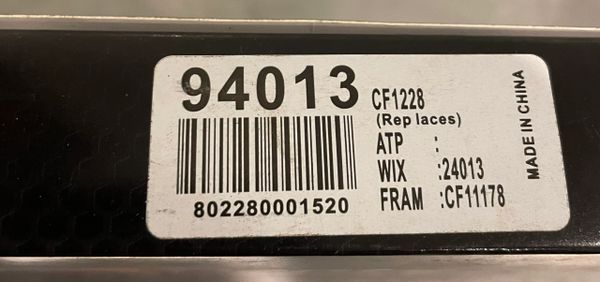 94013
CF1228
(Rep laces)
ATP :
WIX :24013
FRAM :CF11178
802280001520
MADE IN CHINA